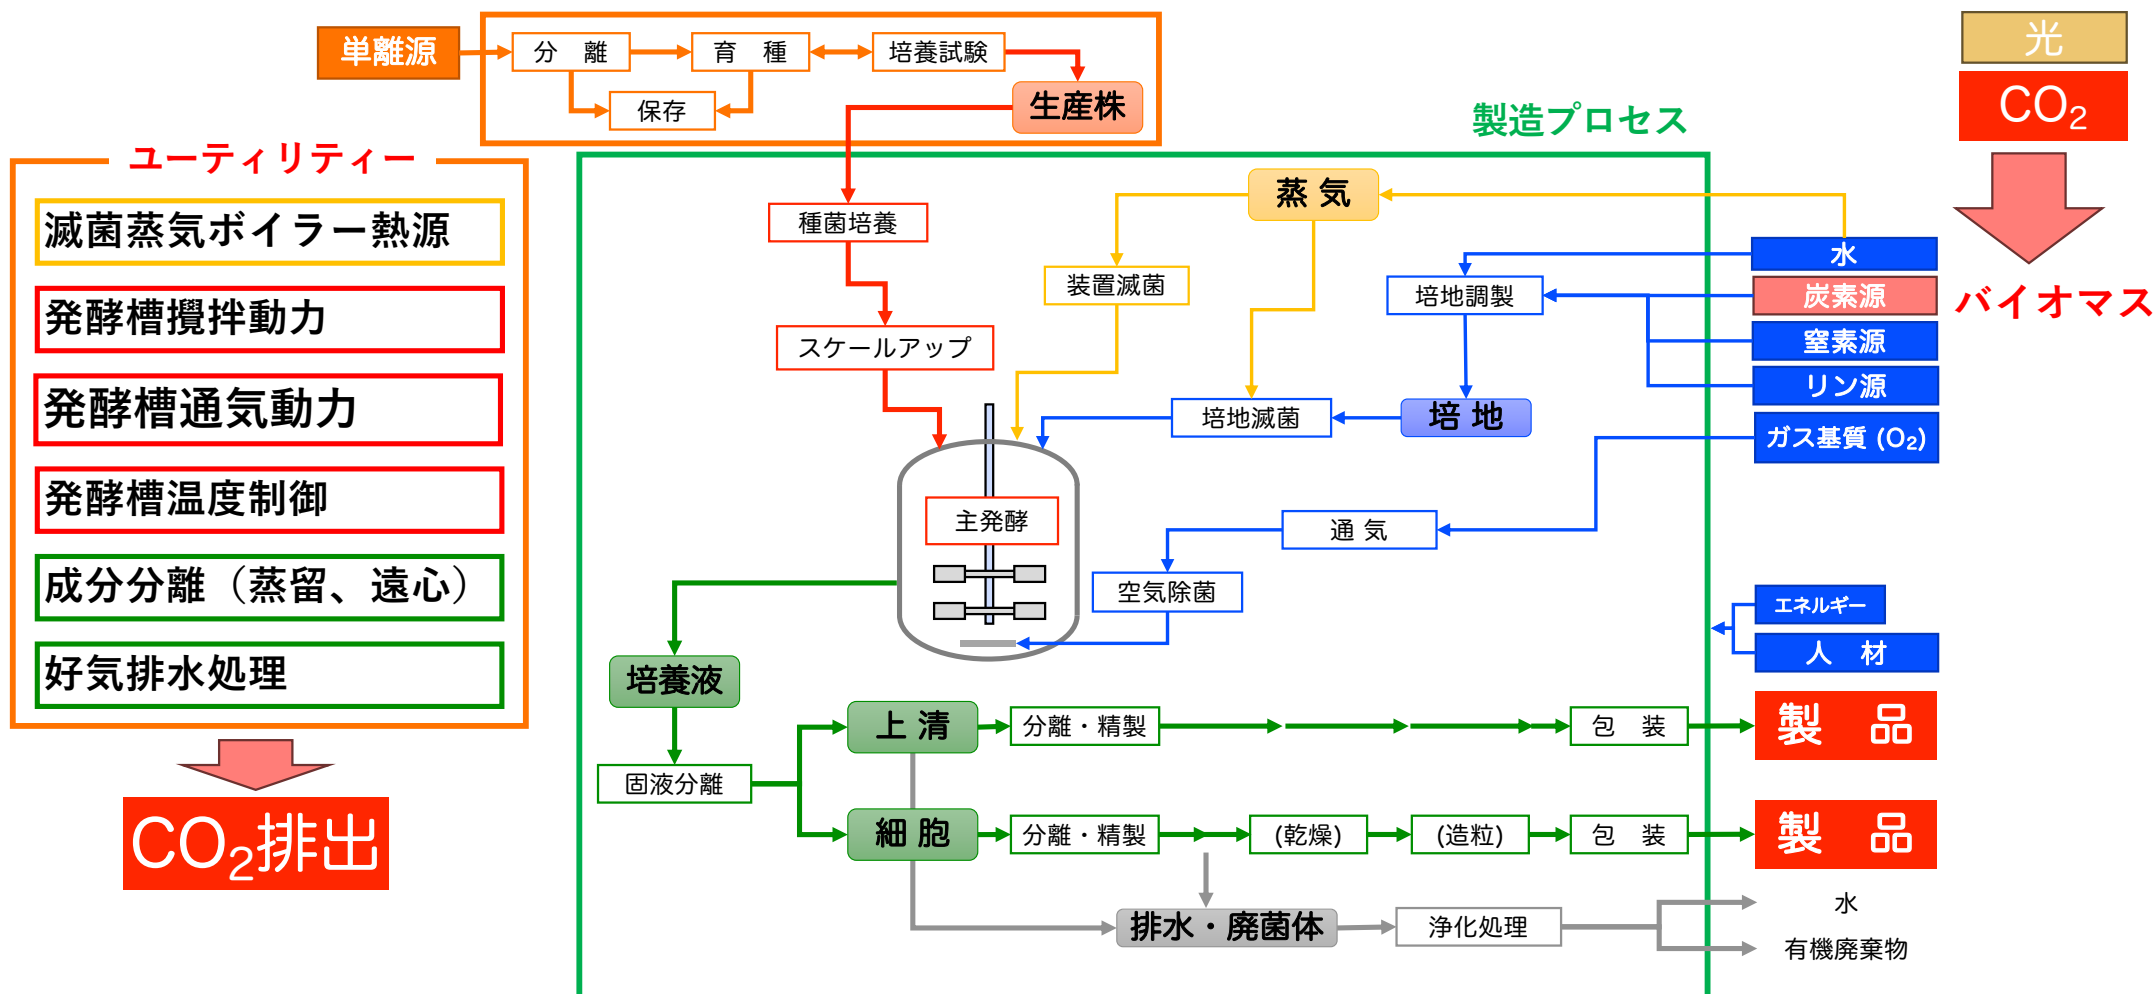 単離源
分　離
育　種
培養試験
保存
生産株
光
CO₂
バイオマス
ユーティリティー
滅菌蒸気ボイラー熱源
発酵槽攪拌動力
発酵槽通気動力
発酵槽温度制御
成分分離（蒸留、遠心）
好気排水処理
CO₂排出
製造プロセス
種菌培養
スケールアップ
蒸 気
装置滅菌
培地調製
培地滅菌
培 地
水
炭素源
窒素源
リン源
ガス基質 (O₂)
主発酵
通 気
空気除菌
エネルギー
人　材
培養液
固液分離
上 清
分離・精製
包　装
製　品
細 胞
分離・精製
(乾燥)
(造粒)
包　装
製　品
排水・廃菌体
浄化処理
水
有機廃棄物